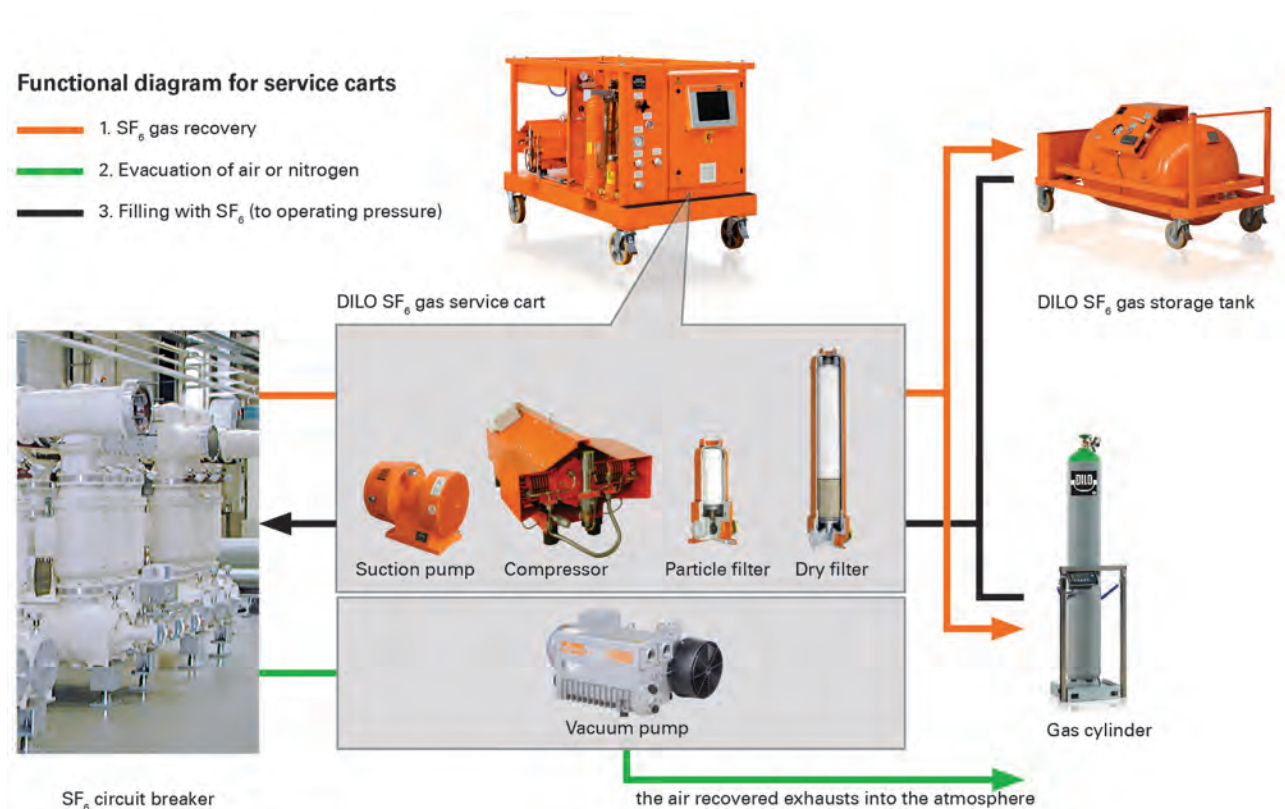 Functional diagram for service carts
1. SF₆ gas recovery
2. Evacuation of air or nitrogen
3. Filling with SF₆ (to operating pressure)
DILO SF₆ gas service cart
DILO SF₆ gas storage tank
Suction pump
Compressor
Particle filter
Dry filter
DILO
Vacuum pump
Gas cylinder
SF₆ circuit breaker
the air recovered exhausts into the atmosphere